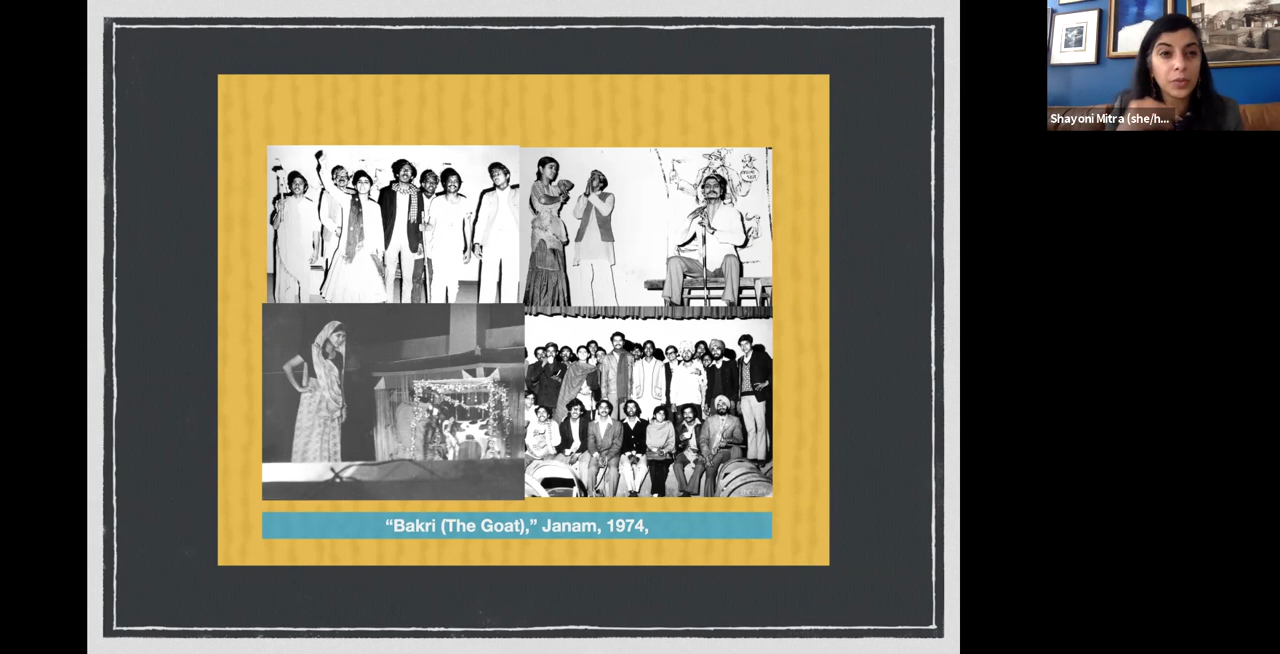 “Bakri (The Goat),” Janam, 1974,
Shayoni Mitra (she/h...